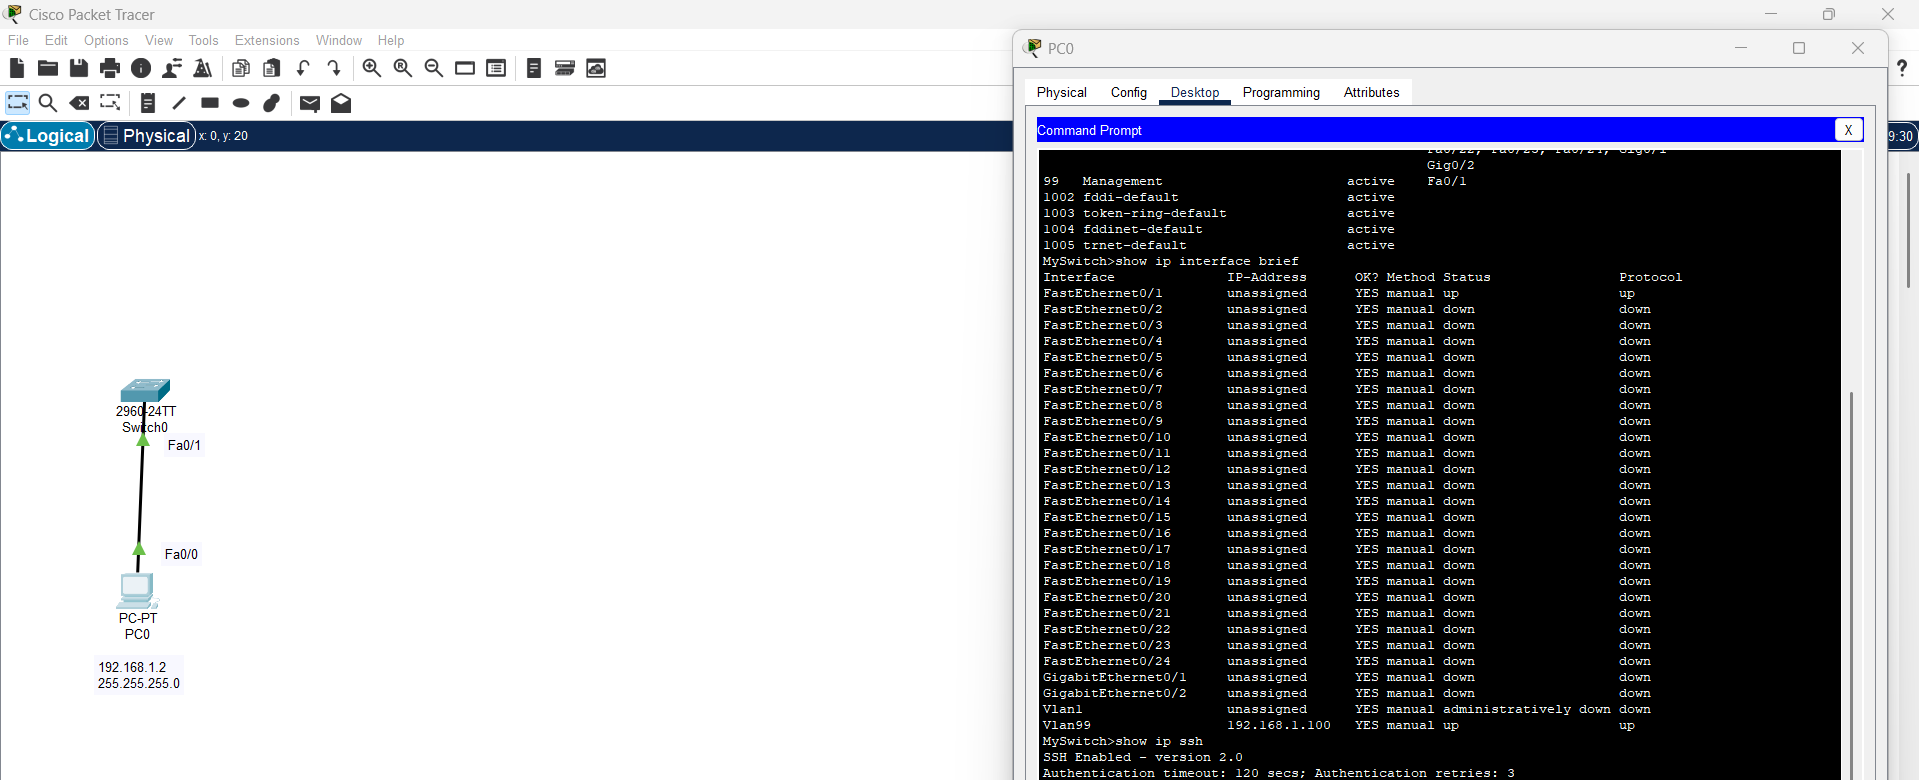 Cisco Packet Tracer
File Edit Options View Tools Extensions Window Help
Logical Physical x: 0, y: 20
2960-24TT
Switch0
Fa0/1
Fa0/0
PC-PT
PC0
192.168.1.2
255.255.255.0
PC0
?
Physical Config Desktop Programming Attributes
Command Prompt X
9:30
Fa0/22, Fa0/23, Fa0/24, Gig0/1
Gig0/2
99 Management active Fa0/1
1002 fddi-default active
1003 token-ring-default active
1004 fddinet-default active
1005 trnet-default active
MySwitch>show ip interface brief
Interface IP-Address OK? Method Status Protocol
FastEthernet0/1 unassigned YES manual up up
FastEthernet0/2 unassigned YES manual down down
FastEthernet0/3 unassigned YES manual down down
FastEthernet0/4 unassigned YES manual down down
FastEthernet0/5 unassigned YES manual down down
FastEthernet0/6 unassigned YES manual down down
FastEthernet0/7 unassigned YES manual down down
FastEthernet0/8 unassigned YES manual down down
FastEthernet0/9 unassigned YES manual down down
FastEthernet0/10 unassigned YES manual down down
FastEthernet0/11 unassigned YES manual down down
FastEthernet0/12 unassigned YES manual down down
FastEthernet0/13 unassigned YES manual down down
FastEthernet0/14 unassigned YES manual down down
FastEthernet0/15 unassigned YES manual down down
FastEthernet0/16 unassigned YES manual down down
FastEthernet0/17 unassigned YES manual down down
FastEthernet0/18 unassigned YES manual down down
FastEthernet0/19 unassigned YES manual down down
FastEthernet0/20 unassigned YES manual down down
FastEthernet0/21 unassigned YES manual down down
FastEthernet0/22 unassigned YES manual down down
FastEthernet0/23 unassigned YES manual down down
FastEthernet0/24 unassigned YES manual down down
GigabitEthernet0/1 unassigned YES manual down down
GigabitEthernet0/2 unassigned YES manual down down
Vlan1 unassigned YES manual administratively down down
Vlan99 192.168.1.100 YES manual up up
MySwitch>show ip ssh
SSH Enabled - version 2.0
Authentication timeout: 120 secs; Authentication retries: 3